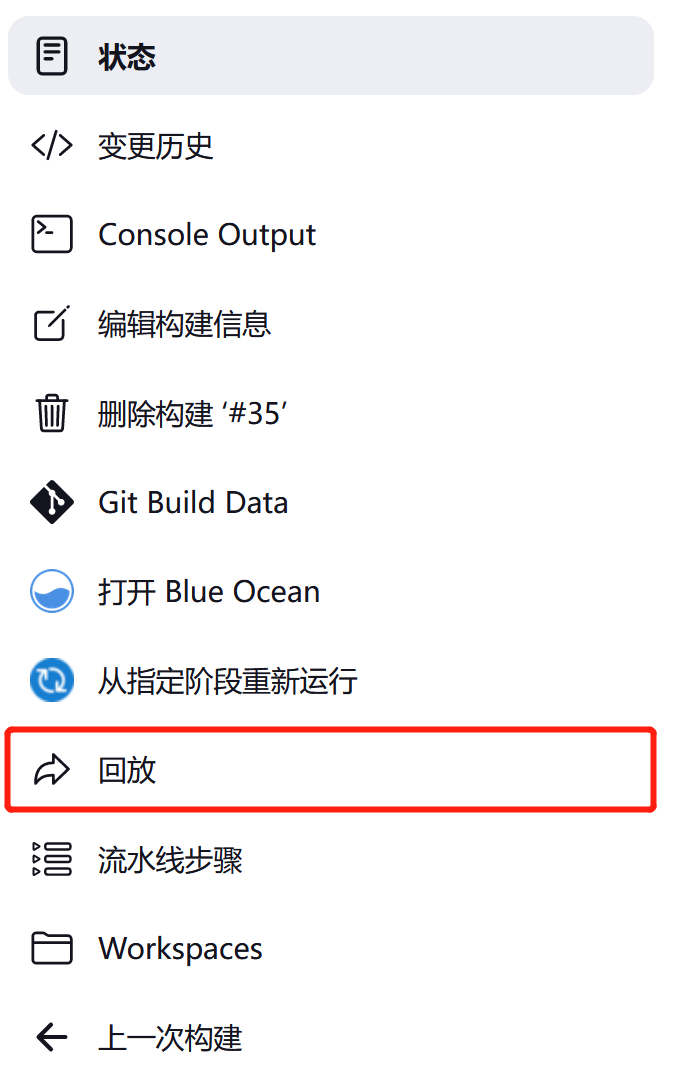 状态
变更历史
Console Output
编辑构建信息
删除构建 ‘#35’
Git Build Data
打开 Blue Ocean
从指定阶段重新运行
回放
流水线步骤
Workspaces
上一次构建